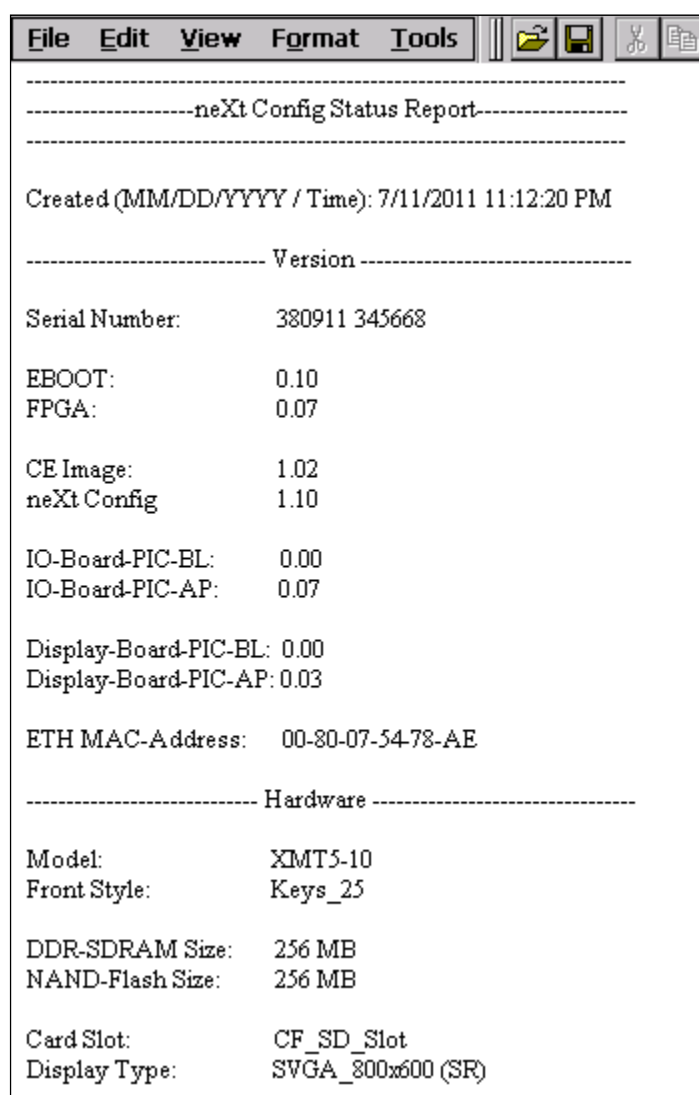 File Edit View Format Tools
---------------------------------------------------------------------------
---------------------neXt Config Status Report-------------------
---------------------------------------------------------------------------
Created (MM/DD/YYYY / Time): 7/11/2011 11:12:20 PM
------------------------------ Version ----------------------------------
Serial Number: 380911 345668
EBOOT: 0.10
FPGA: 0.07
CE Image: 1.02
neXt Config 1.10
IO-Board-PIC-BL: 0.00
IO-Board-PIC-AP: 0.07
Display-Board-PIC-BL: 0.00
Display-Board-PIC-AP: 0.03
ETH MAC-Address: 00-80-07-54-78-AE
----------------------------- Hardware ---------------------------------
Model: XMT5-10
Front Style: Keys_25
DDR-SDRAM Size: 256 MB
NAND-Flash Size: 256 MB
Card Slot: CF_SD_Slot
Display Type: SVGA_800x600 (SR)